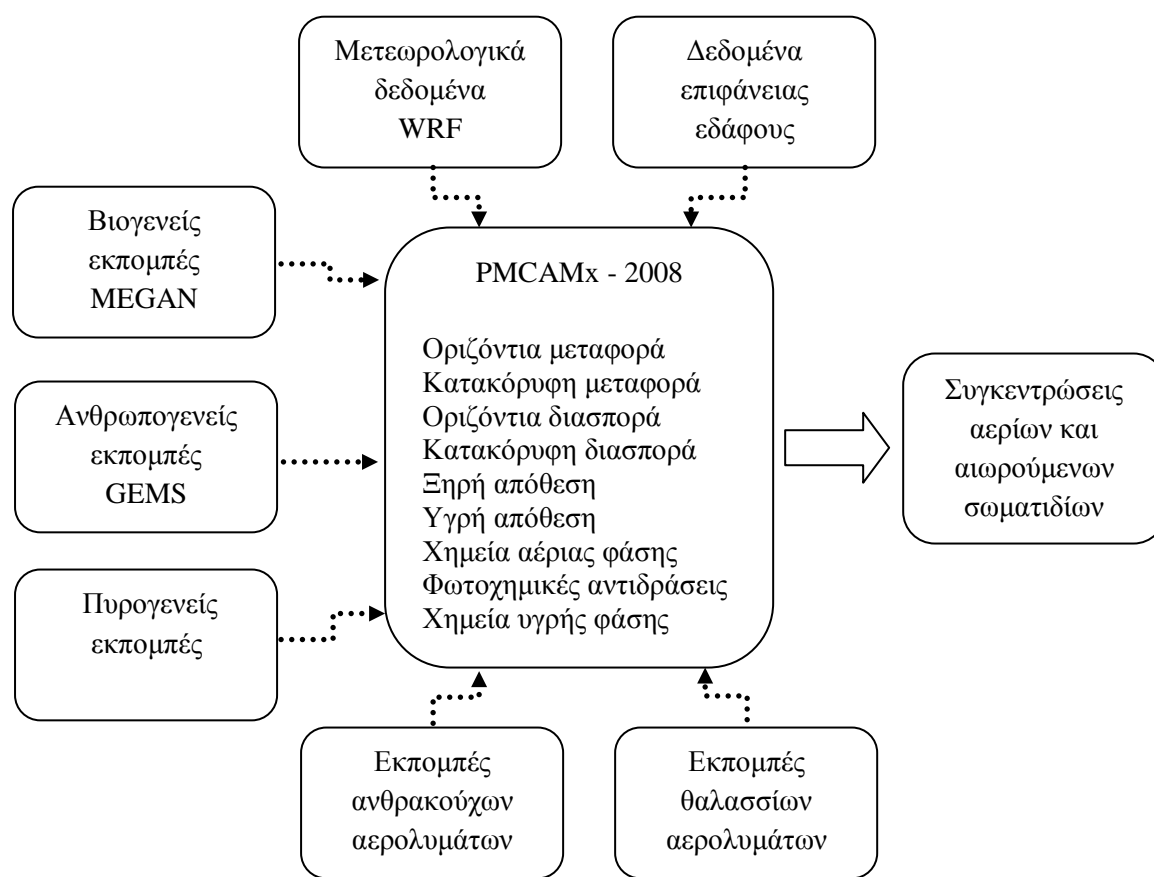 Μετεωρολογικά
δεδομένα
WRF
Δεδομένα
επιφάνειας
εδάφους
Βιογενείς
εκπομπές
MEGAN
Ανθρωπογενείς
εκπομπές
GEMS
Πυρογενείς
εκπομπές
PMCAMx - 2008
Οριζόντια μεταφορά
Κατακόρυφη μεταφορά
Οριζόντια διασπορά
Κατακόρυφη διασπορά
Ξηρή απόθεση
Υγρή απόθεση
Χημεία αέριας φάσης
Φωτοχημικές αντιδράσεις
Χημεία υγρής φάσης
Συγκεντρώσεις
αερίων και
αιωρούμενων
σωματιδίων
Εκπομπές
ανθρακούχων
αερολυμάτων
Εκπομπές
θαλασσίων
αερολυμάτων